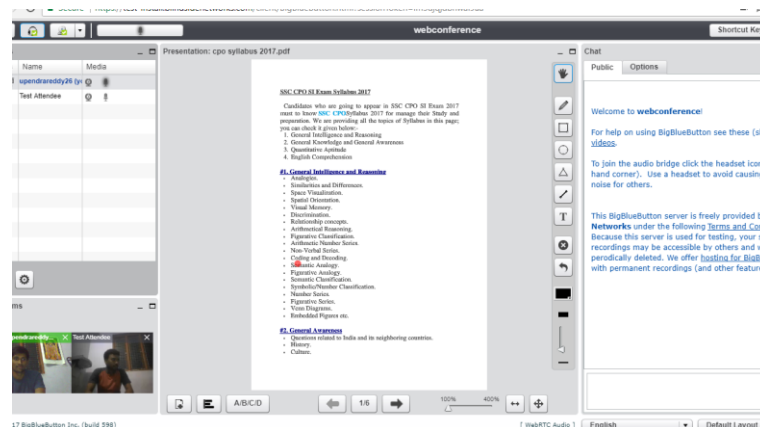 webconference
Shortcut Ke
Name Media
upendrareddy26 (y
Test Attendee
Presentation: cpo syllabus 2017.pdf
SSC CPO SI Exam Syllabus 2017
Candidates who are going to appear in SSC CPO SI Exam 2017
must to know SSC CPOSyllabus 2017 for manage their Study and
preparation. We are providing all the topics of Syllabus in this page;
you can check it given below:-
1. General Intelligence and Reasoning
2. General Knowledge and General Awareness
3. Quantitative Aptitude
4. English Comprehension
#1. General Intelligence and Reasoning
Analogies.
Similarities and Differences.
Space Visualization.
Spatial Orientation.
Visual Memory.
Discrimination.
Relationship concepts.
Arithmetical Reasoning.
Figurative Classification.
Arithmetic Number Series.
Non-Verbal Series.
Coding and Decoding.
Semantic Analogy.
Figurative Analogy.
Semantic Classification.
Symbolic/Number Classification.
Number Series.
Figurative Series.
Venn Diagrams.
Embedded Figures etc.
#2. General Awareness
Questions related to India and its neighboring countries.
History.
Culture.
T
A/B/C/D
1/6
100% 400%
Chat
Public Options
Welcome to webconference!
For help on using BigBlueButton see these (s
videos.
To join the audio bridge click the headset ico
hand corner). Use a headset to avoid causin
noise for others.
This BigBlueButton server is freely provided b
Networks under the following Terms and Co
Because this server is used for testing, your
recordings may be accessible by others and
perodically deleted. We offer hosting for BigB
with permanent recordings (and other featur
ms
Test Attendee
17 BigBlueButton Inc. (build 598)
[ WebRTC Audio ] English Default Layout